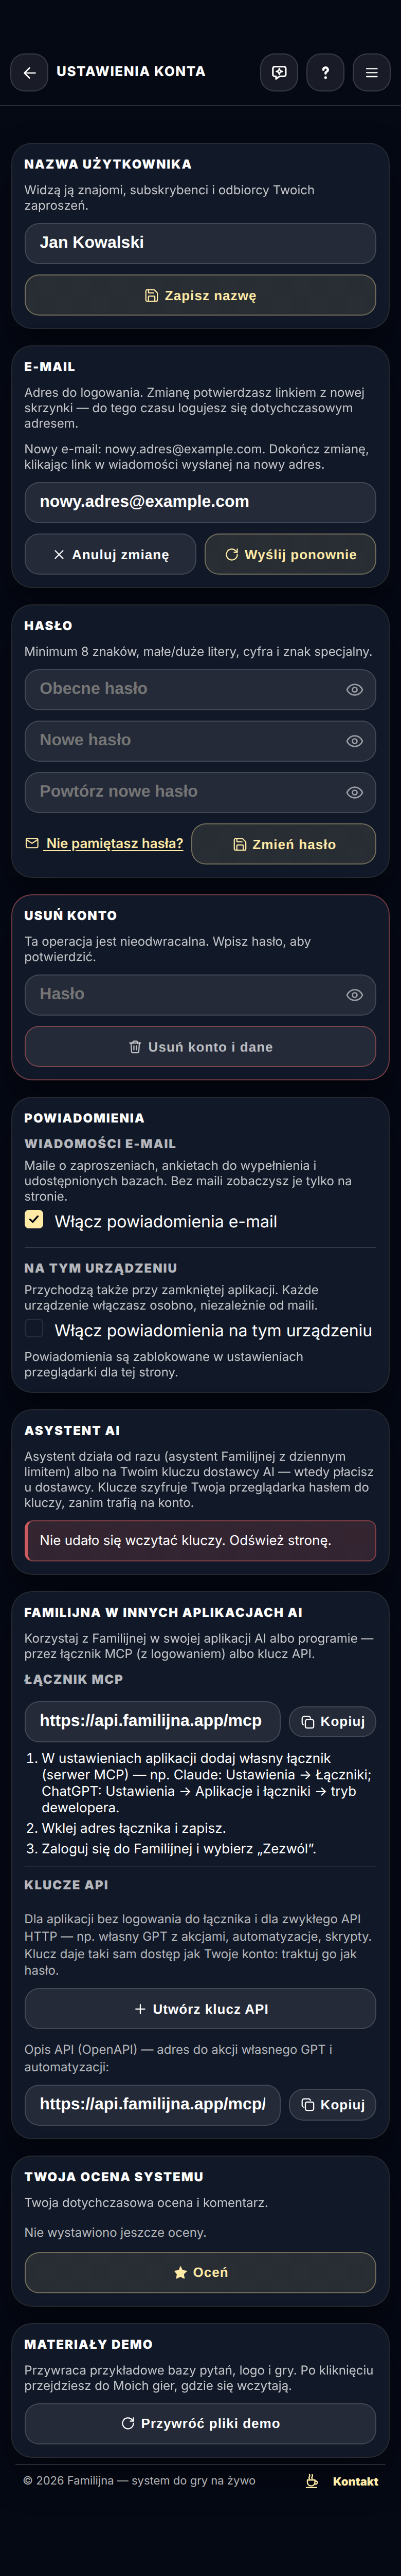 USTAWIENIA KONTA
NAZWA UŻYTKOWNIKA
Widzą ją znajomi, subskrybenci i odbiorcy Twoich
zaproszeń.
Jan Kowalski
Zapisz nazwę
E-MAIL
Adres do logowania. Zmianę potwierdzasz linkiem z nowej
skrzynki — do tego czasu logujesz się dotychczasowym
adresem.
Nowy e-mail: nowy.adres@example.com. Dokończ zmianę,
klikając link w wiadomości wysłanej na nowy adres.
nowy.adres@example.com
Anuluj zmianę
Wyślij ponownie
HASŁO
Minimum 8 znaków, małe/duże litery, cyfra i znak specjalny.
Obecne hasło
Nowe hasło
Powtórz nowe hasło
Nie pamiętasz hasła?
Zmień hasło
USUŃ KONTO
Ta operacja jest nieodwracalna. Wpisz hasło, aby
potwierdzić.
Hasło
Usuń konto i dane
POWIADOMIENIA
WIADOMOŚCI E-MAIL
Maile o zaproszeniach, ankietach do wypełnienia i
udostępnionych bazach. Bez maili zobaczysz je tylko na
stronie.
Włącz powiadomienia e-mail
NA TYM URZĄDZENIU
Przychodzą także przy zamkniętej aplikacji. Każde
urządzenie włączasz osobno, niezależnie od maili.
Włącz powiadomienia na tym urządzeniu
Powiadomienia są zablokowane w ustawieniach
przeglądarki dla tej strony.
ASYSTENT AI
Asystent działa od razu (asystent Familijnej z dziennym
limitem) albo na Twoim kluczu dostawcy AI — wtedy płacisz
u dostawcy. Klucze szyfruje Twoja przeglądarka hasłem do
kluczy, zanim trafią na konto.
Nie udało się wczytać kluczy. Odśwież stronę.
FAMILIJNA W INNYCH APLIKACJACH AI
Korzystaj z Familijnej w swojej aplikacji AI albo programie —
przez łącznik MCP (z logowaniem) albo klucz API.
ŁĄCZNIK MCP
https://api.familijna.app/mcp
Kopiuj
1. W ustawieniach aplikacji dodaj własny łącznik
(serwer MCP) — np. Claude: Ustawienia → Łączniki;
ChatGPT: Ustawienia → Aplikacje i łączniki → tryb
dewelopera.
2. Wklej adres łącznika i zapisz.
3. Zaloguj się do Familijnej i wybierz „Zezwól”.
KLUCZE API
Dla aplikacji bez logowania do łącznika i dla zwykłego API
HTTP — np. własny GPT z akcjami, automatyzacje, skrypty.
Klucz daje taki sam dostęp jak Twoje konto: traktuj go jak
hasło.
Utwórz klucz API
Opis API (OpenAPI) — adres do akcji własnego GPT i
automatyzacji:
https://api.familijna.app/mcp/
Kopiuj
TWOJA OCENA SYSTEMU
Twoja dotychczasowa ocena i komentarz.
Nie wystawiono jeszcze oceny.
Oceń
MATERIAŁY DEMO
Przywraca przykładowe bazy pytań, logo i gry. Po kliknięciu
przejdziesz do Moich gier, gdzie się wczytają.
Przywróć pliki demo
© 2026 Familijna — system do gry na żywo
Kontakt